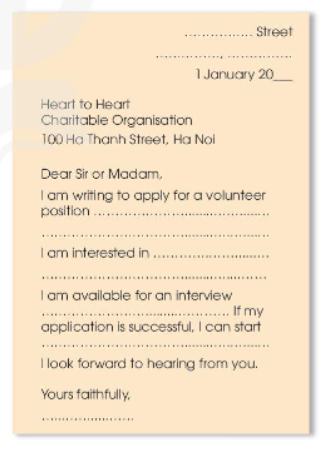 .................. Street
.................., ..................
1 January 20___
Heart to Heart
Charitable Organisation
100 Ha Thanh Street, Ha Noi
Dear Sir or Madam,
I am writing to apply for a volunteer
position ................................................
................................................................
I am interested in ................................
................................................................
I am available for an interview
................................................ If my
application is successful, I can start
................................................................
I look forward to hearing from you.
Yours faithfully,
........................